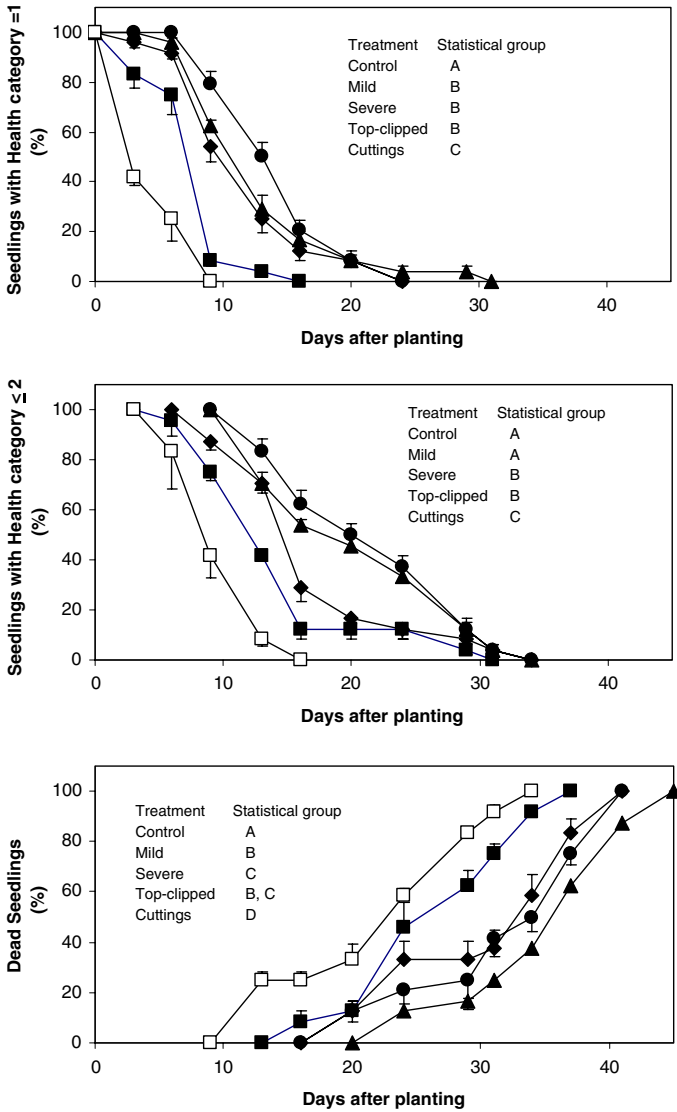 Seedlings with Health category =1
(%)
100
80
60
40
20
0
Treatment Statistical group
Control A
Mild B
Severe B
Top-clipped B
Cuttings C
0 10 20 30 40
Days after planting
Seedlings with Health category ≤ 2
(%)
100
80
60
40
20
0
Treatment Statistical group
Control A
Mild A
Severe B
Top-clipped B
Cuttings C
0 10 20 30 40
Days after planting
Dead Seedlings
(%)
100
80
60
40
20
0
Treatment Statistical group
Control A
Mild B
Severe C
Top-clipped B, C
Cuttings D
0 10 20 30 40
Days after planting